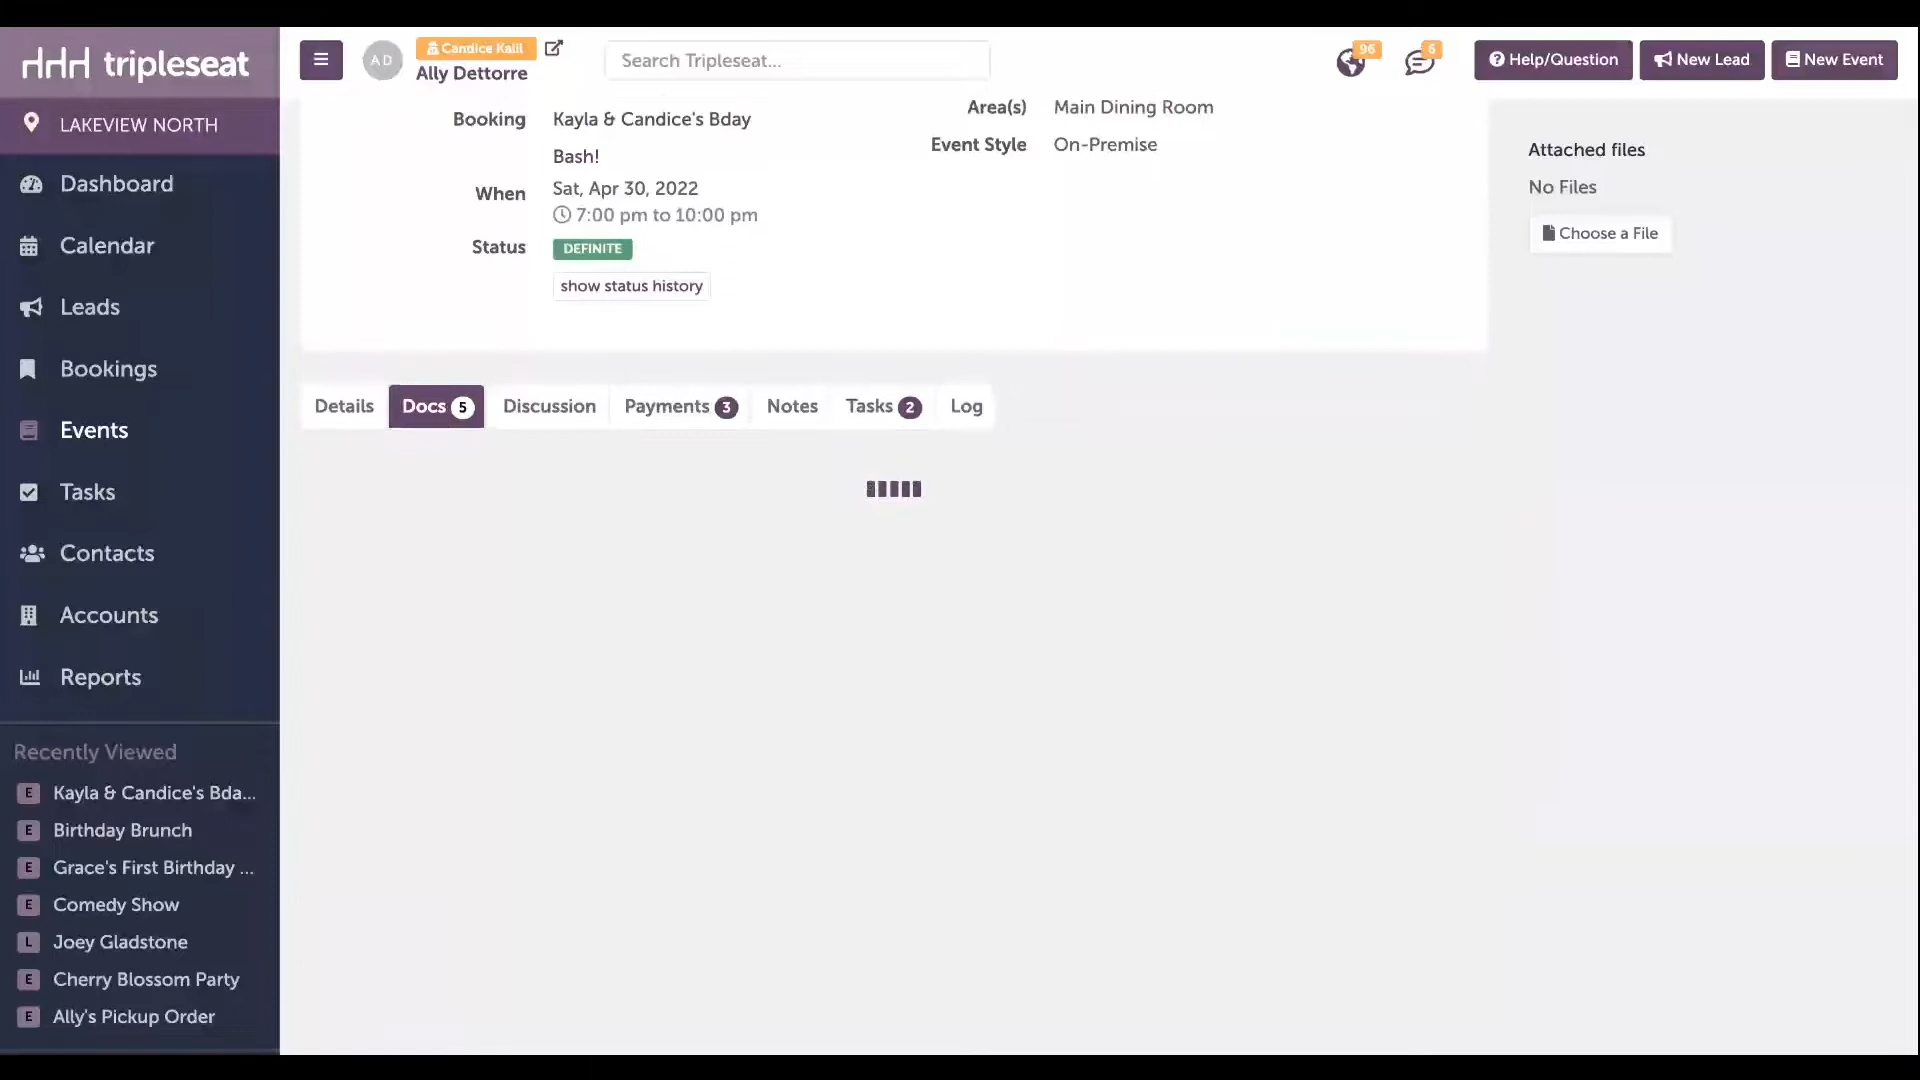 tripleseat
LAKEVIEW NORTH
Dashboard
Calendar
Leads
Bookings
Events
Tasks
Contacts
Accounts
Reports
Recently Viewed
E Kayla & Candice's Bda...
E Birthday Brunch
E Grace's First Birthday ...
E Comedy Show
L Joey Gladstone
E Cherry Blossom Party
E Ally's Pickup Order
AD
Candice Kalil
Ally Dettorre
Search Tripleseat...
96
6
Help/Question
New Lead
New Event
Booking
Kayla & Candice's Bday
Bash!
When
Sat, Apr 30, 2022
7:00 pm to 10:00 pm
Status
DEFINITE
show status history
Area(s)
Main Dining Room
Event Style
On-Premise
Attached files
No Files
Choose a File
Details
Docs 5
Discussion
Payments 3
Notes
Tasks 2
Log